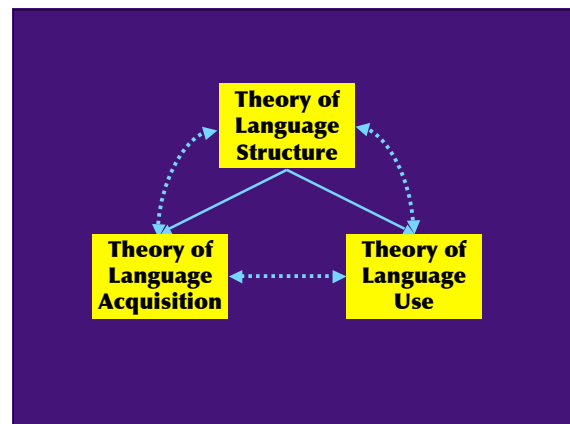 Theory of
Language
Structure
Theory of
Language
Acquisition
Theory of
Language
Use